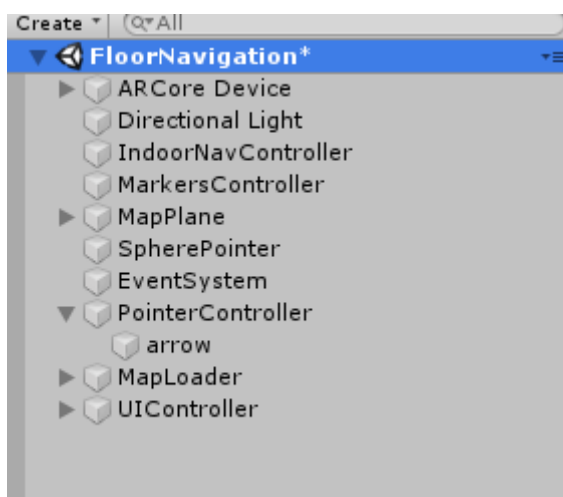 Create All
FloorNavigation*
ARCore Device
Directional Light
IndoorNavController
MarkersController
MapPlane
SpherePointer
EventSystem
PointerController
arrow
MapLoader
UIController